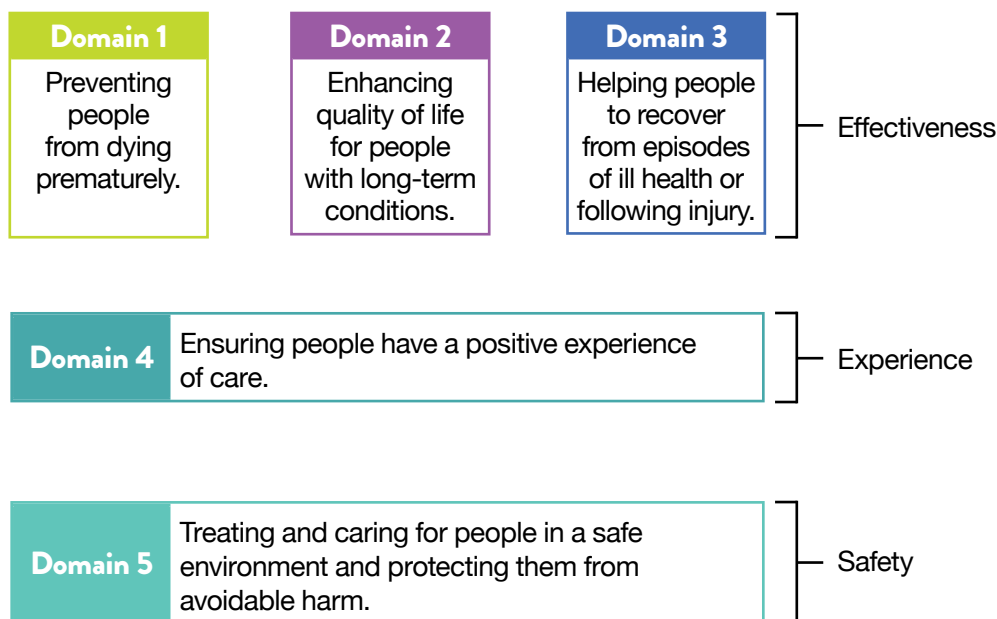 Domain 1
Preventing
people
from dying
prematurely.
Domain 2
Enhancing
quality of life
for people
with long-term
conditions.
Domain 3
Helping people
to recover
from episodes
of ill health or
following injury.
Effectiveness
Domain 4
Ensuring people have a positive experience
of care.
Experience
Domain 5
Treating and caring for people in a safe
environment and protecting them from
avoidable harm.
Safety